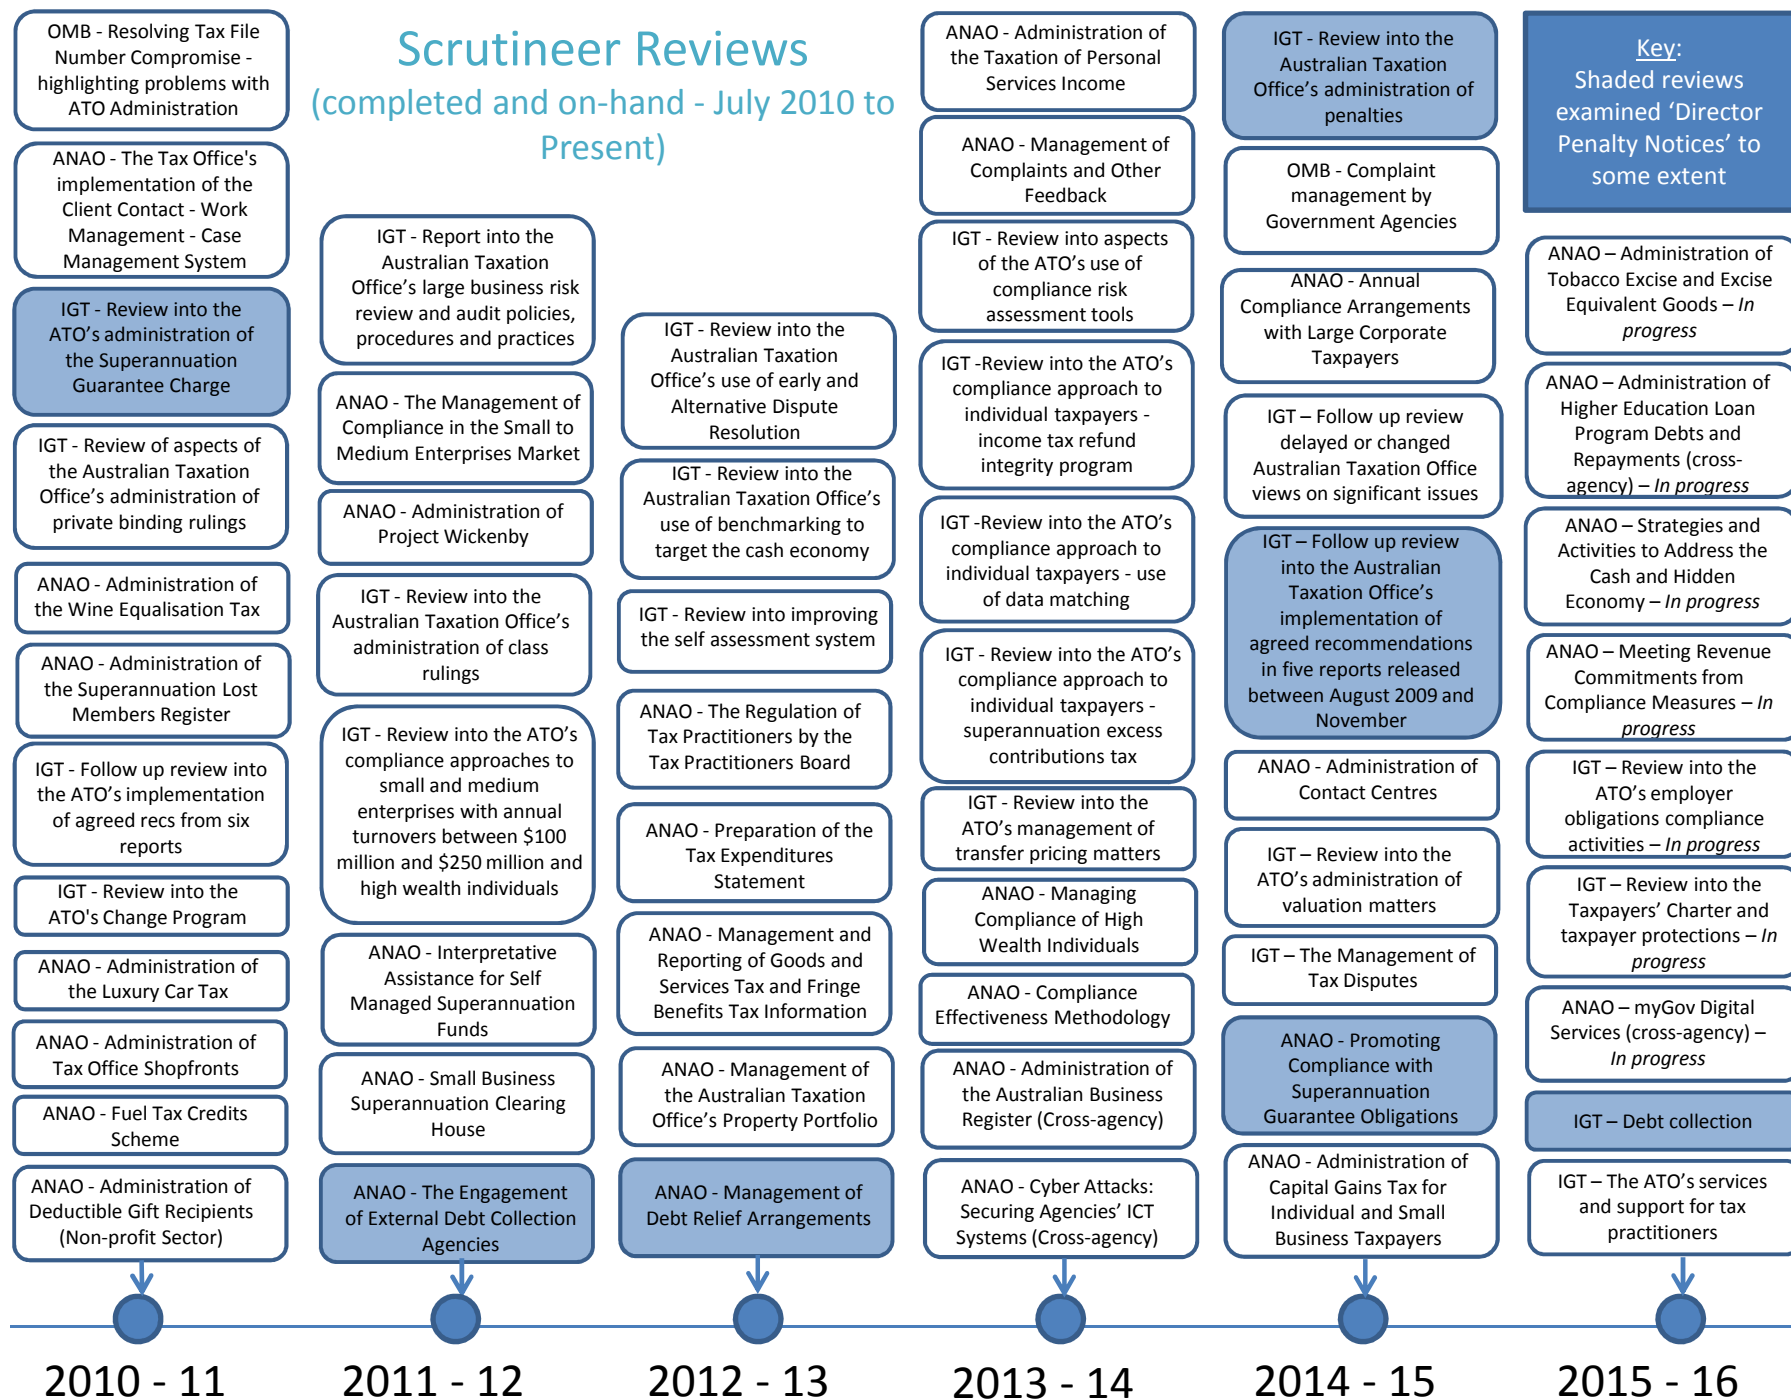 Scrutineer Reviews
(completed and on-hand - July 2010 to
Present)
OMB - Resolving Tax File
Number Compromise -
highlighting problems with
ATO Administration
ANAO - The Tax Office's
implementation of the
Client Contact - Work
Management - Case
Management System
IGT - Review into the
ATO's administration of
the Superannuation
Guarantee Charge
IGT - Review of aspects of
the Australian Taxation
Office's administration of
private binding rulings
ANAO - Administration of
the Wine Equalisation Tax
ANAO - Administration of
the Superannuation Lost
Members Register
IGT - Follow up review into
the ATO's implementation
of agreed recs from six
reports
IGT - Review into the
ATO's Change Program
ANAO - Administration of
the Luxury Car Tax
ANAO - Administration of
Tax Office Shopfronts
ANAO - Fuel Tax Credits
Scheme
ANAO - Administration of
Deductible Gift Recipients
(Non-profit Sector)
IGT - Report into the
Australian Taxation
Office's large business risk
review and audit policies,
procedures and practices
ANAO - The Management of
Compliance in the Small to
Medium Enterprises Market
ANAO - Administration of
Project Wickenby
IGT - Review into the
Australian Taxation Office's
administration of class
rulings
IGT - Review into the ATO's
compliance approaches to
small and medium
enterprises with annual
turnovers between $100
million and $250 million and
high wealth individuals
ANAO - Interpretative
Assistance for Self
Managed Superannuation
Funds
ANAO - Small Business
Superannuation Clearing
House
ANAO - The Engagement
of External Debt Collection
Agencies
IGT - Review into the
Australian Taxation
Office's use of early and
Alternative Dispute
Resolution
IGT - Review into the
Australian Taxation Office's
use of benchmarking to
target the cash economy
IGT - Review into improving
the self assessment system
ANAO - The Regulation of
Tax Practitioners by the
Tax Practitioners Board
ANAO - Preparation of the
Tax Expenditures
Statement
ANAO - Management and
Reporting of Goods and
Services Tax and Fringe
Benefits Tax Information
ANAO - Management of
the Australian Taxation
Office's Property Portfolio
ANAO - Management of
Debt Relief Arrangements
ANAO - Administration of
the Taxation of Personal
Services Income
ANAO - Management of
Complaints and Other
Feedback
IGT - Review into aspects
of the ATO's use of
compliance risk
assessment tools
IGT -Review into the ATO's
compliance approach to
individual taxpayers -
income tax refund
integrity program
IGT -Review into the ATO's
compliance approach to
individual taxpayers - use
of data matching
IGT - Review into the ATO's
compliance approach to
individual taxpayers -
superannuation excess
contributions tax
IGT - Review into the
ATO's management of
transfer pricing matters
ANAO - Managing
Compliance of High
Wealth Individuals
ANAO - Compliance
Effectiveness Methodology
ANAO - Administration of
the Australian Business
Register (Cross-agency)
ANAO - Cyber Attacks:
Securing Agencies' ICT
Systems (Cross-agency)
IGT - Review into the
Australian Taxation
Office's administration of
penalties
OMB - Complaint
management by
Government Agencies
ANAO - Annual
Compliance Arrangements
with Large Corporate
Taxpayers
IGT – Follow up review
delayed or changed
Australian Taxation Office
views on significant issues
IGT – Follow up review
into the Australian
Taxation Office's
implementation of
agreed recommendations
in five reports released
between August 2009 and
November
ANAO - Administration of
Contact Centres
IGT – Review into the
ATO's administration of
valuation matters
IGT – The Management of
Tax Disputes
ANAO - Promoting
Compliance with
Superannuation
Guarantee Obligations
ANAO - Administration of
Capital Gains Tax for
Individual and Small
Business Taxpayers
Key:
Shaded reviews
examined ‘Director
Penalty Notices’ to
some extent
ANAO – Administration of
Tobacco Excise and Excise
Equivalent Goods – In
progress
ANAO – Administration of
Higher Education Loan
Program Debts and
Repayments (cross-
agency) – In progress
ANAO – Strategies and
Activities to Address the
Cash and Hidden
Economy – In progress
ANAO – Meeting Revenue
Commitments from
Compliance Measures – In
progress
IGT – Review into the
ATO's employer
obligations compliance
activities – In progress
IGT – Review into the
Taxpayers' Charter and
taxpayer protections – In
progress
ANAO – myGov Digital
Services (cross-agency) –
In progress
IGT – Debt collection
IGT – The ATO's services
and support for tax
practitioners
2010 - 11
2011 - 12
2012 - 13
2013 - 14
2014 - 15
2015 - 16